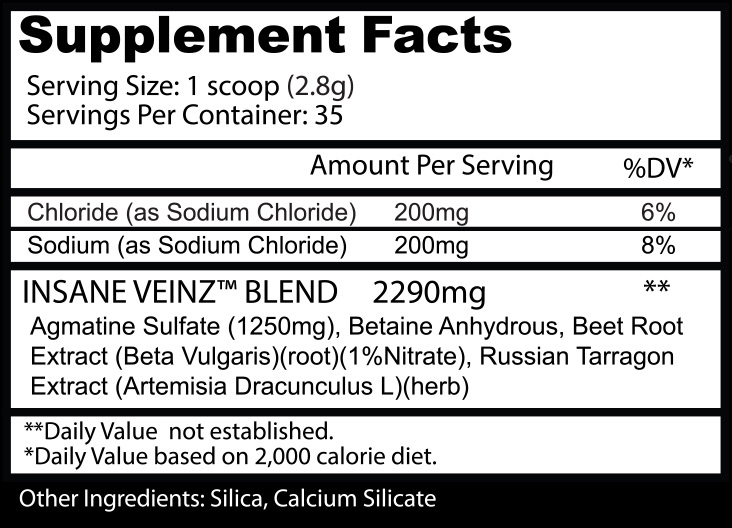 Supplement Facts
Serving Size: 1 scoop (2.8g)
Servings Per Container: 35
Amount Per Serving %DV*
Chloride (as Sodium Chloride) 200mg 6%
Sodium (as Sodium Chloride) 200mg 8%
INSANE VEINZ™ BLEND 2290mg **
Agmatine Sulfate (1250mg), Betaine Anhydrous, Beet Root
Extract (Beta Vulgaris)(root)(1%Nitrate), Russian Tarragon
Extract (Artemisia Dracunculus L)(herb)
**Daily Value not established.
*Daily Value based on 2,000 calorie diet.
Other Ingredients: Silica, Calcium Silicate